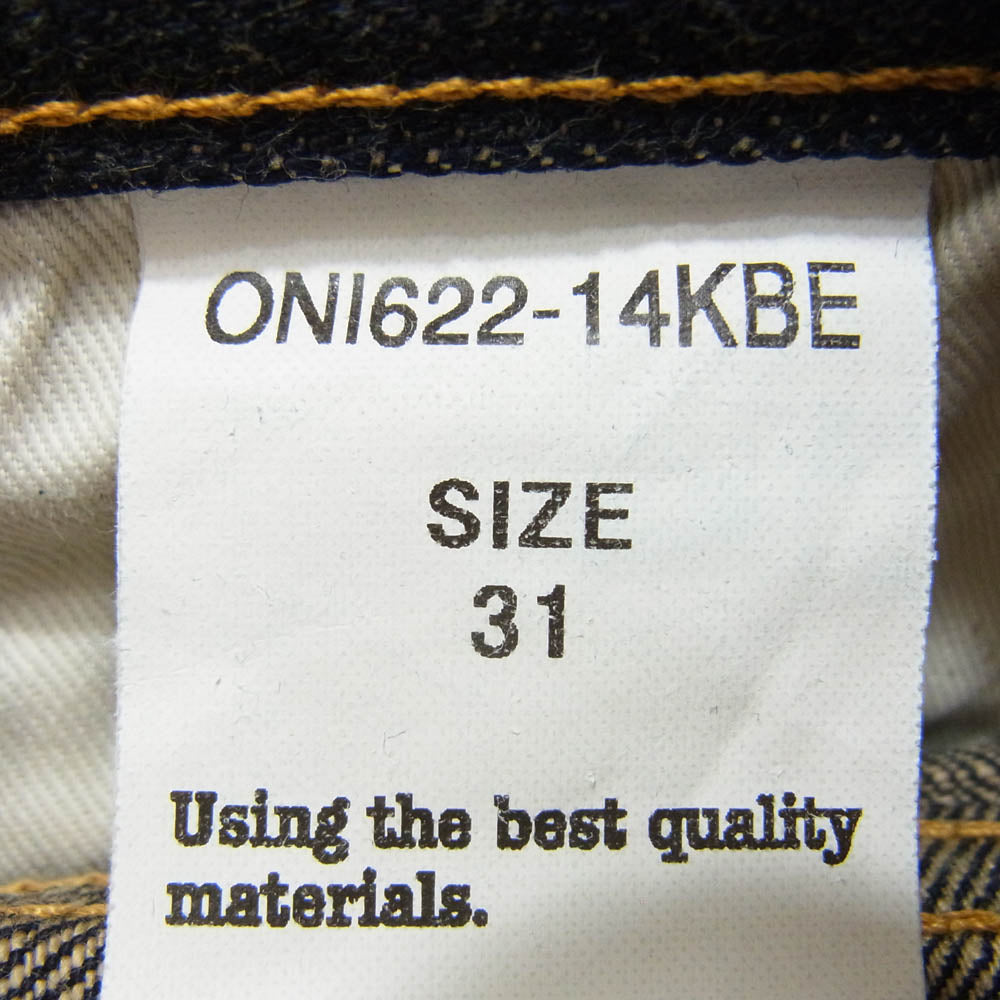 ONI622-14KBE
SIZE
31
Using the best quality
materials.